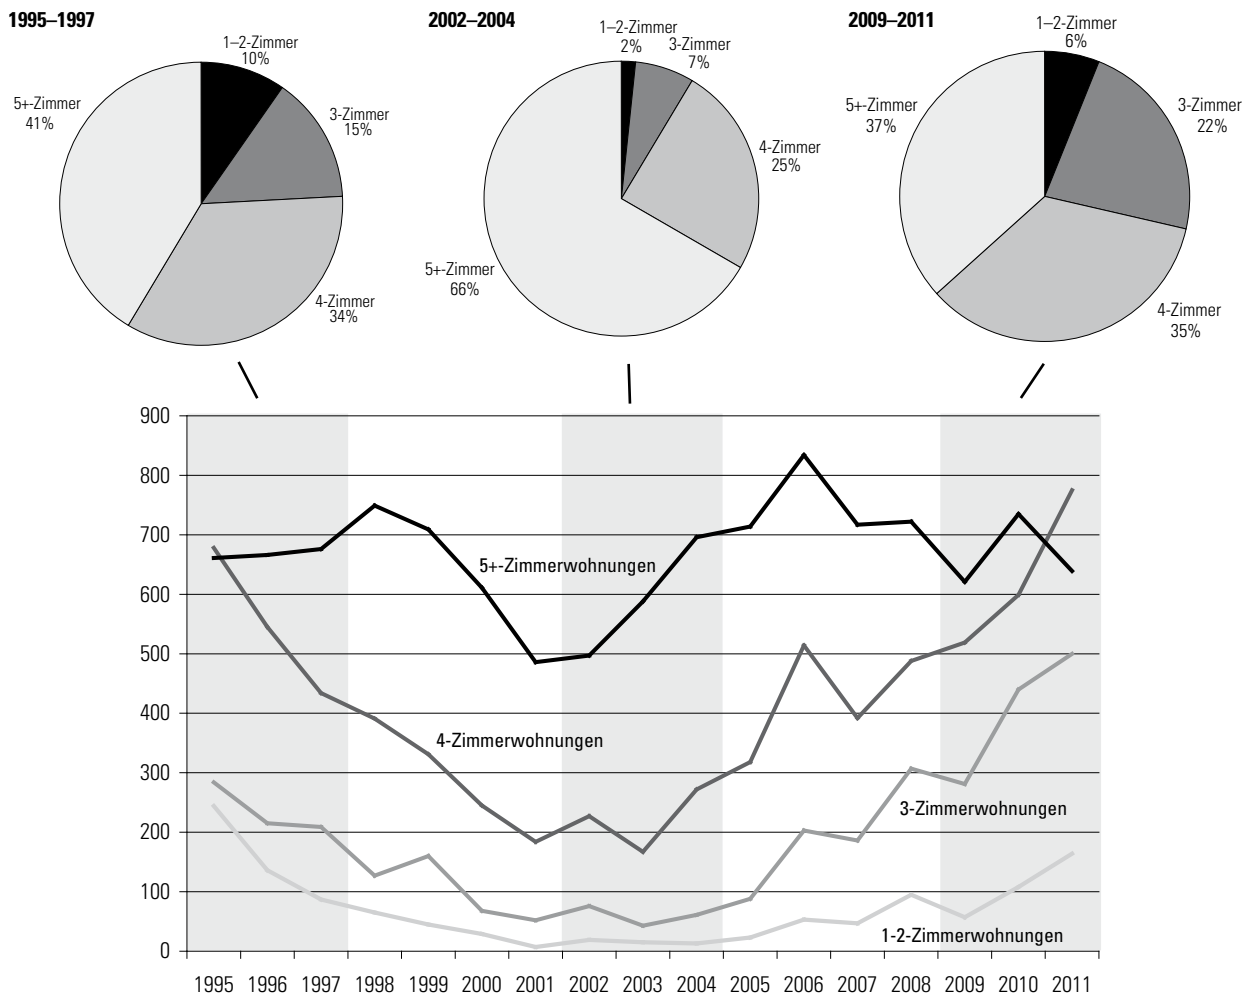 1995–1997
1–2-Zimmer
10%
3-Zimmer
15%
4-Zimmer
34%
5+-Zimmer
41%
2002–2004
1–2-Zimmer
2%
3-Zimmer
7%
4-Zimmer
25%
5+-Zimmer
66%
2009–2011
1–2-Zimmer
6%
3-Zimmer
22%
4-Zimmer
35%
5+-Zimmer
37%
900
800
700
600
500
400
300
200
100
0
5+-Zimmerwohnungen
4-Zimmerwohnungen
3-Zimmerwohnungen
1-2-Zimmerwohnungen
1995 1996 1997 1998 1999 2000 2001 2002 2003 2004 2005 2006 2007 2008 2009 2010 2011